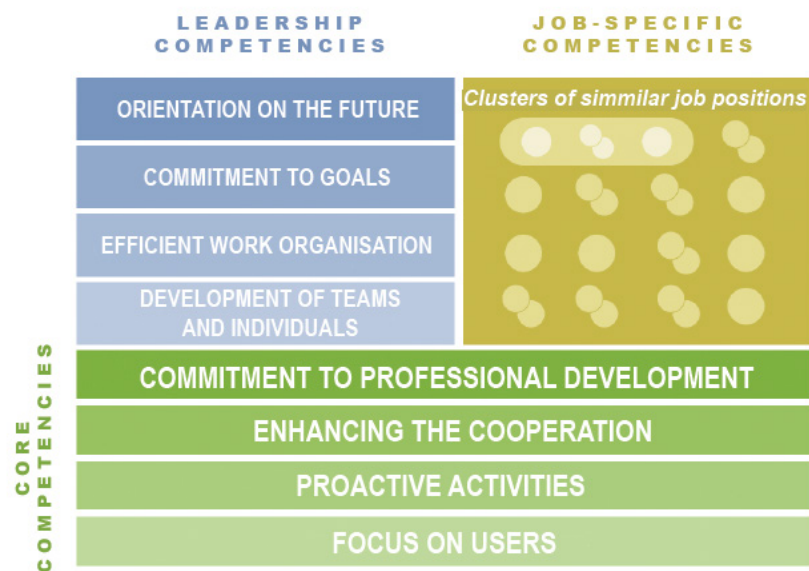 LEADERSHIP
COMPETENCIES
JOB-SPECIFIC
COMPETENCIES
ORIENTATION ON THE FUTURE
COMMITMENT TO GOALS
EFFICIENT WORK ORGANISATION
DEVELOPMENT OF TEAMS
AND INDIVIDUALS
Clusters of simmilar job positions
CORE
COMPETENCIES
COMMITMENT TO PROFESSIONAL DEVELOPMENT
ENHANCING THE COOPERATION
PROACTIVE ACTIVITIES
FOCUS ON USERS